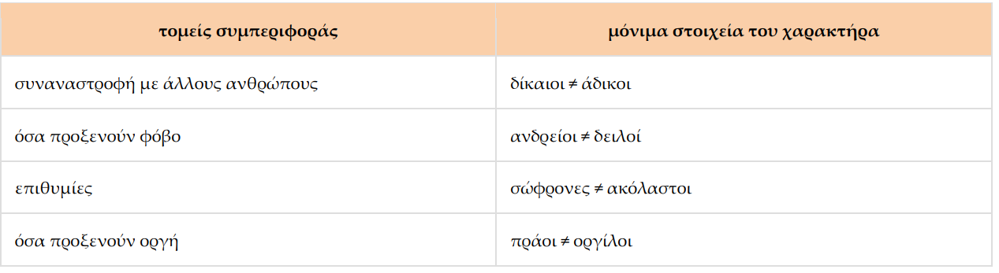 τομείς συμπεριφοράς μόνιμα στοιχεία του χαρακτήρα
συναναστροφή με άλλους ανθρώπους δίκαιοι ≠ άδικοι
όσα προξενούν φόβο ανδρείοι ≠ δειλοί
επιθυμίες σώφρονες ≠ ακόλαστοι
όσα προξενούν οργή πράοι ≠ οργίλοι